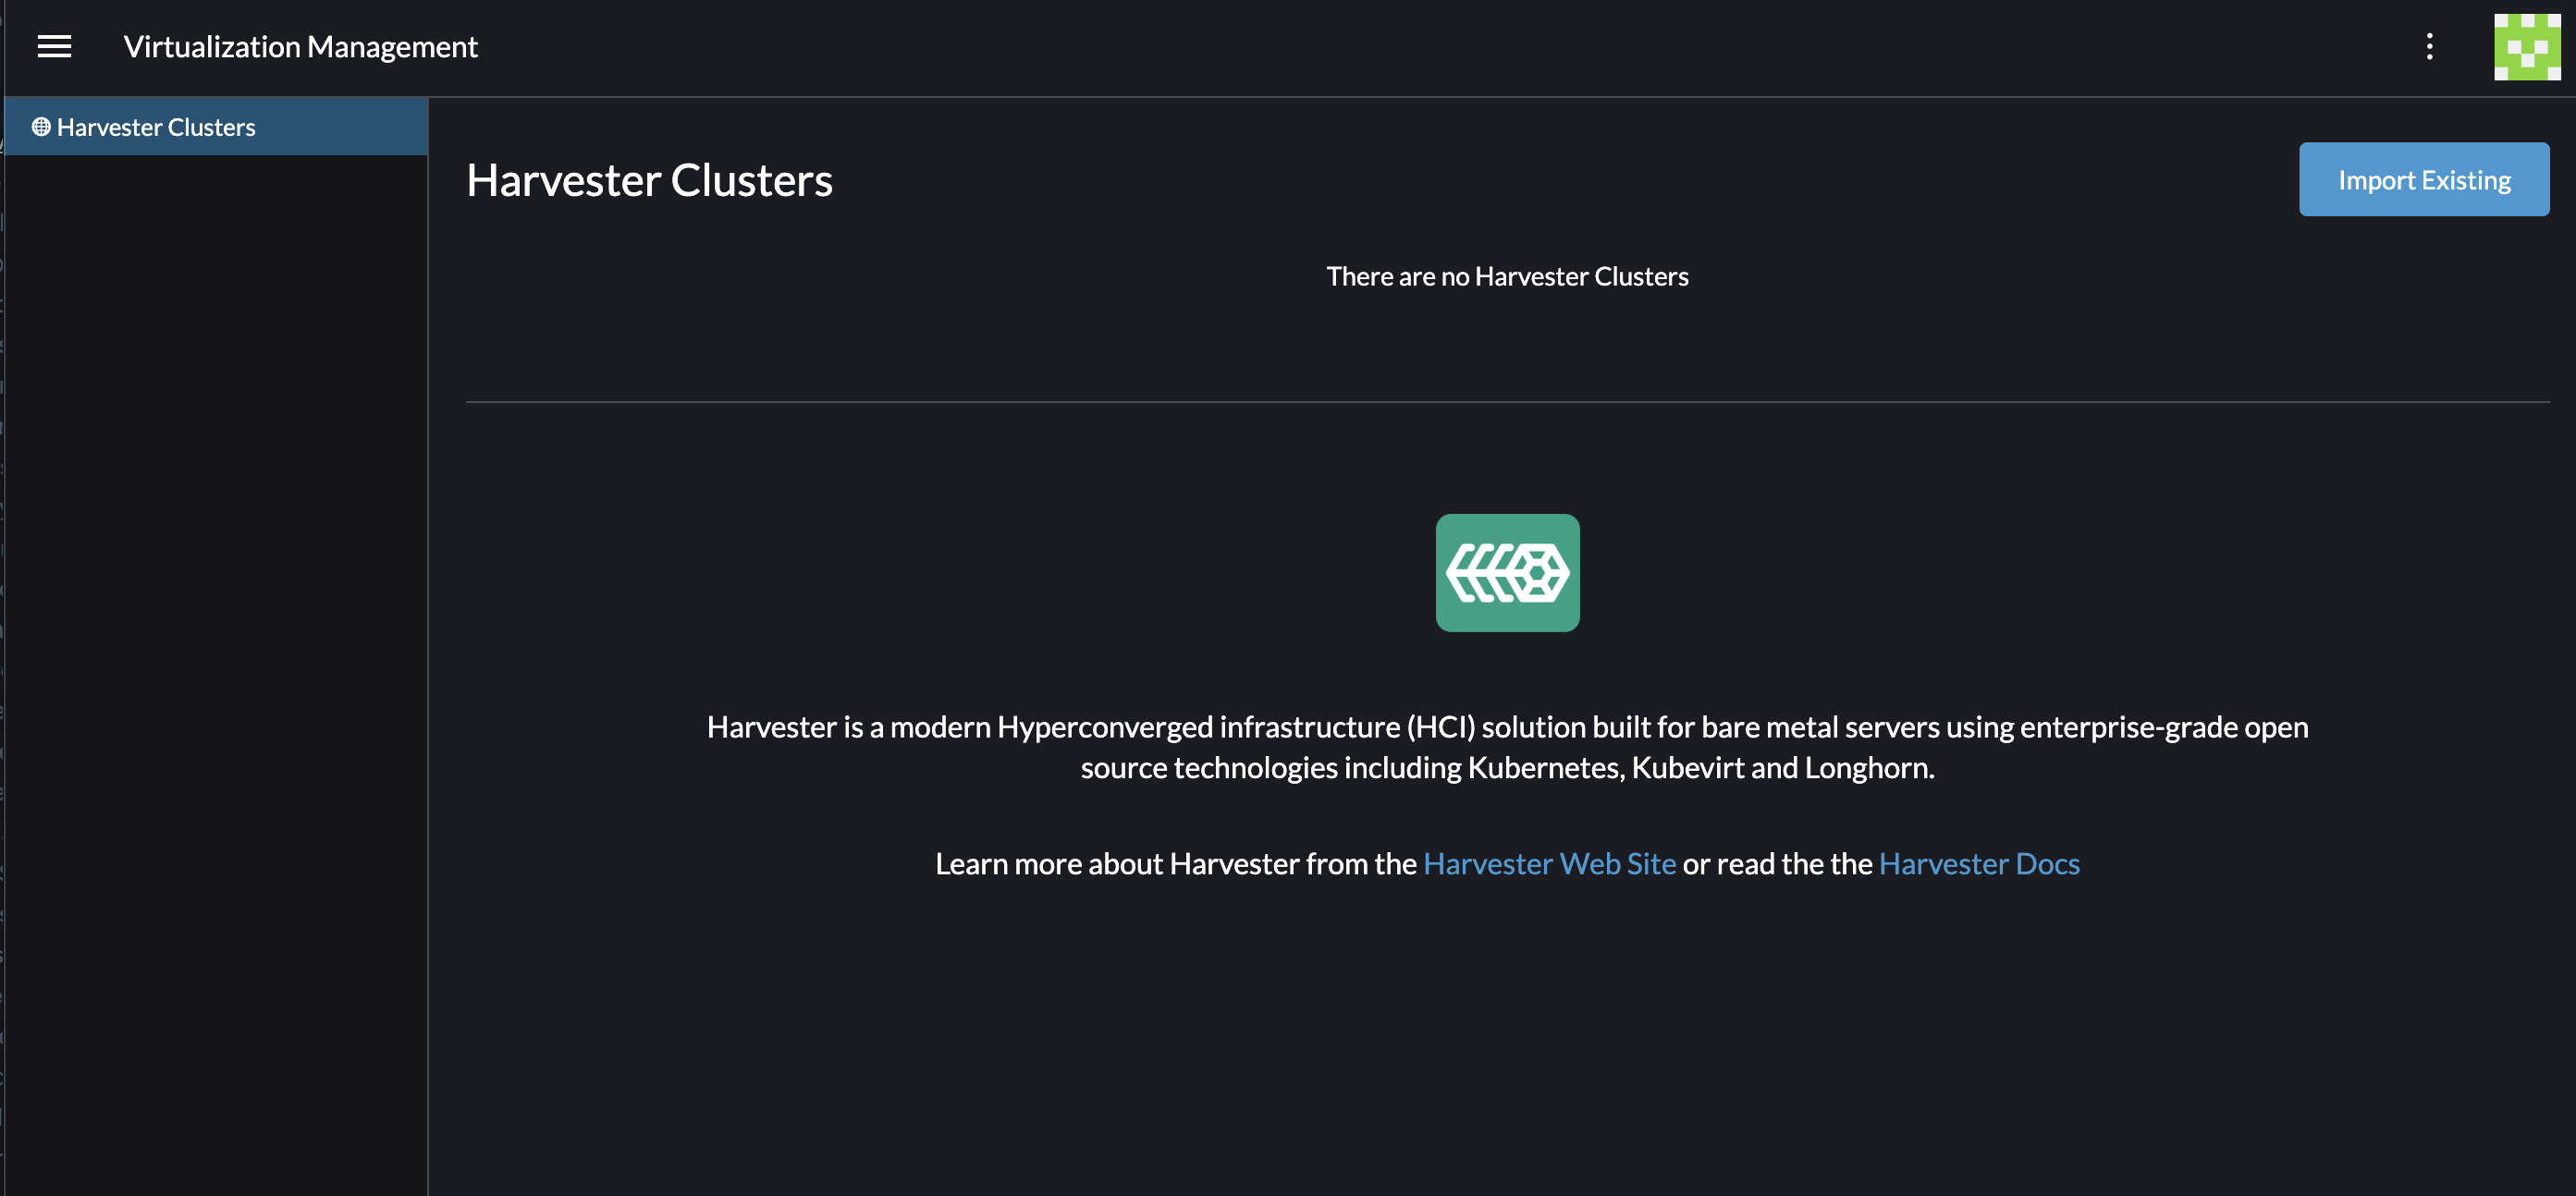 Virtualization Management
Harvester Clusters
Harvester Clusters
Import Existing
There are no Harvester Clusters
Harvester is a modern Hyperconverged infrastructure (HCI) solution built for bare metal servers using enterprise-grade open
source technologies including Kubernetes, Kubevirt and Longhorn.
Learn more about Harvester from the Harvester Web Site or read the the Harvester Docs